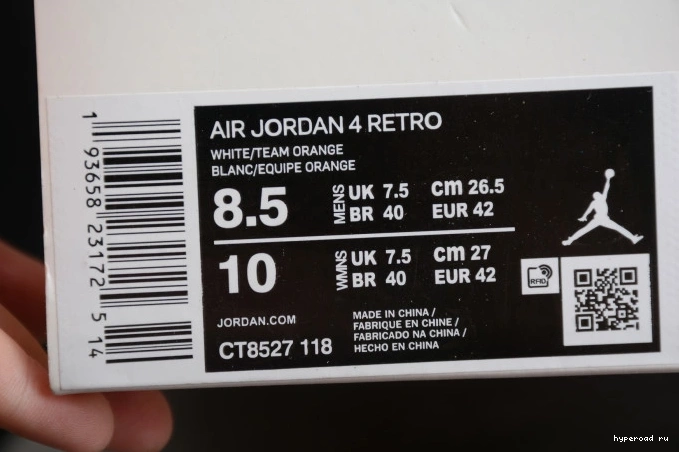 AIR JORDAN 4 RETRO
WHITE/TEAM ORANGE
BLANC/EQUIPE ORANGE
8.5 MENS UK 7.5 cm 26.5
BR 40 EUR 42
10 WMNS UK 7.5 cm 27
BR 40 EUR 42
JORDAN.COM
CT8527 118
MADE IN CHINA /
FABRIQUE EN CHINE /
FABRICADO NA CHINA /
HECHO EN CHINA
RFID
1 93658 23172 5 14
hyperoad ru